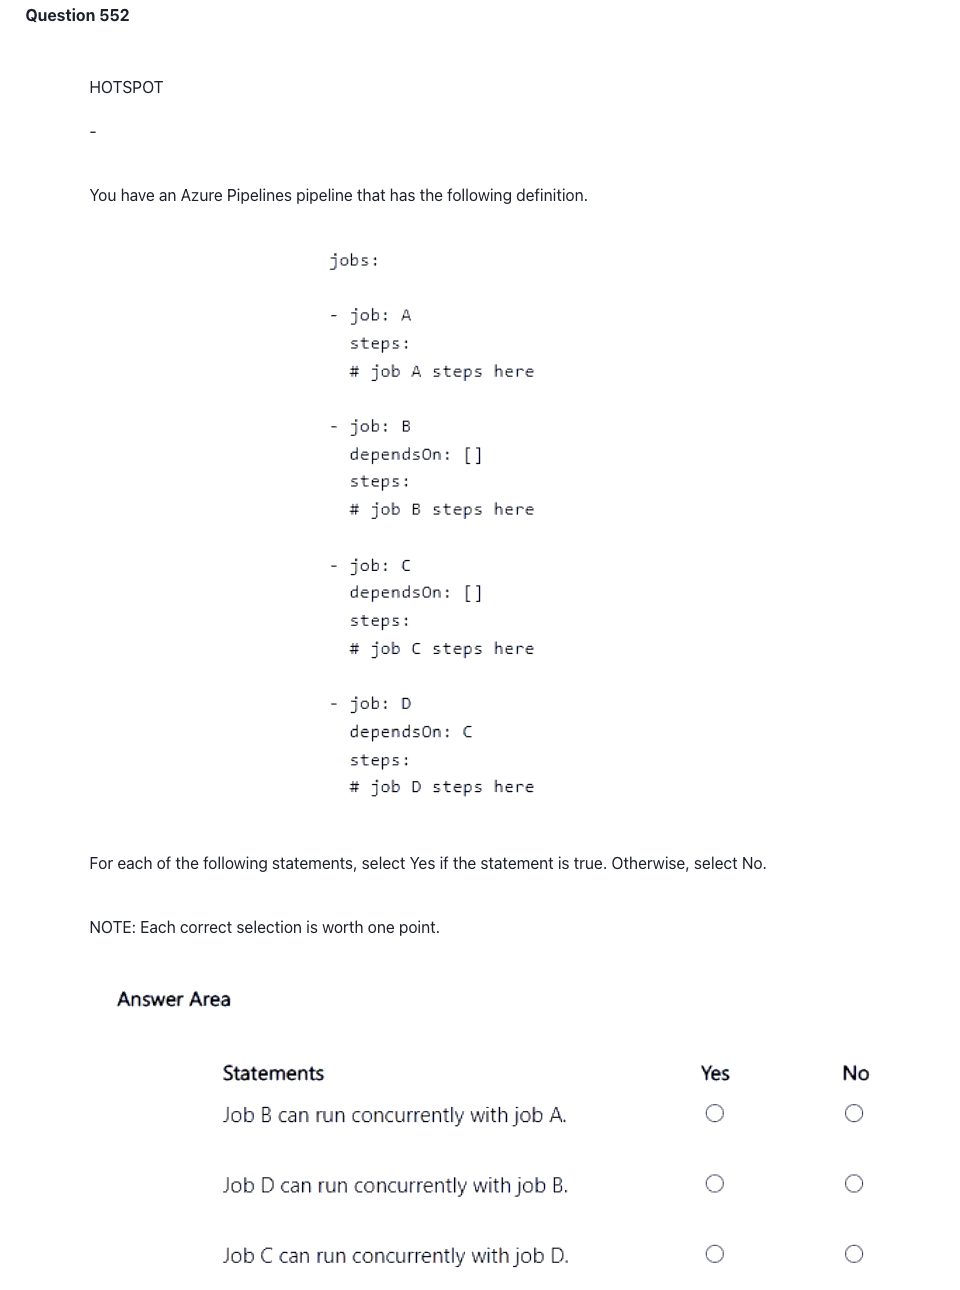 Question 552
HOTSPOT
-
You have an Azure Pipelines pipeline that has the following definition.
jobs:
- job: A
steps:
# job A steps here
- job: B
dependsOn: []
steps:
# job B steps here
- job: C
dependsOn: []
steps:
# job C steps here
- job: D
dependsOn: C
steps:
# job D steps here
For each of the following statements, select Yes if the statement is true. Otherwise, select No.
NOTE: Each correct selection is worth one point.
Answer Area
Statements Yes No
Job B can run concurrently with job A.
Job D can run concurrently with job B.
Job C can run concurrently with job D.